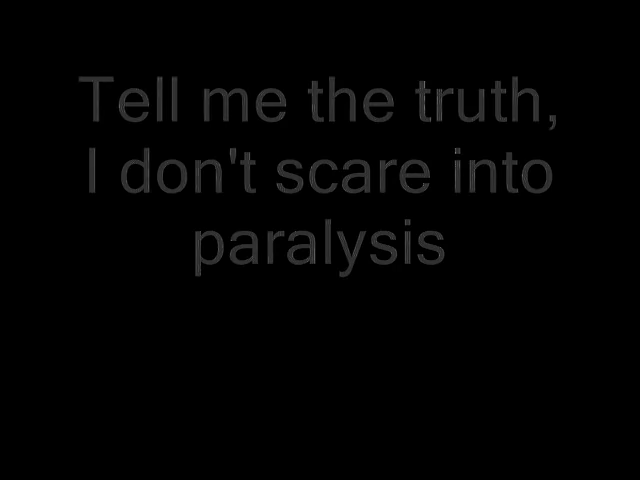 Tell me the truth,
I don't scare into
paralysis